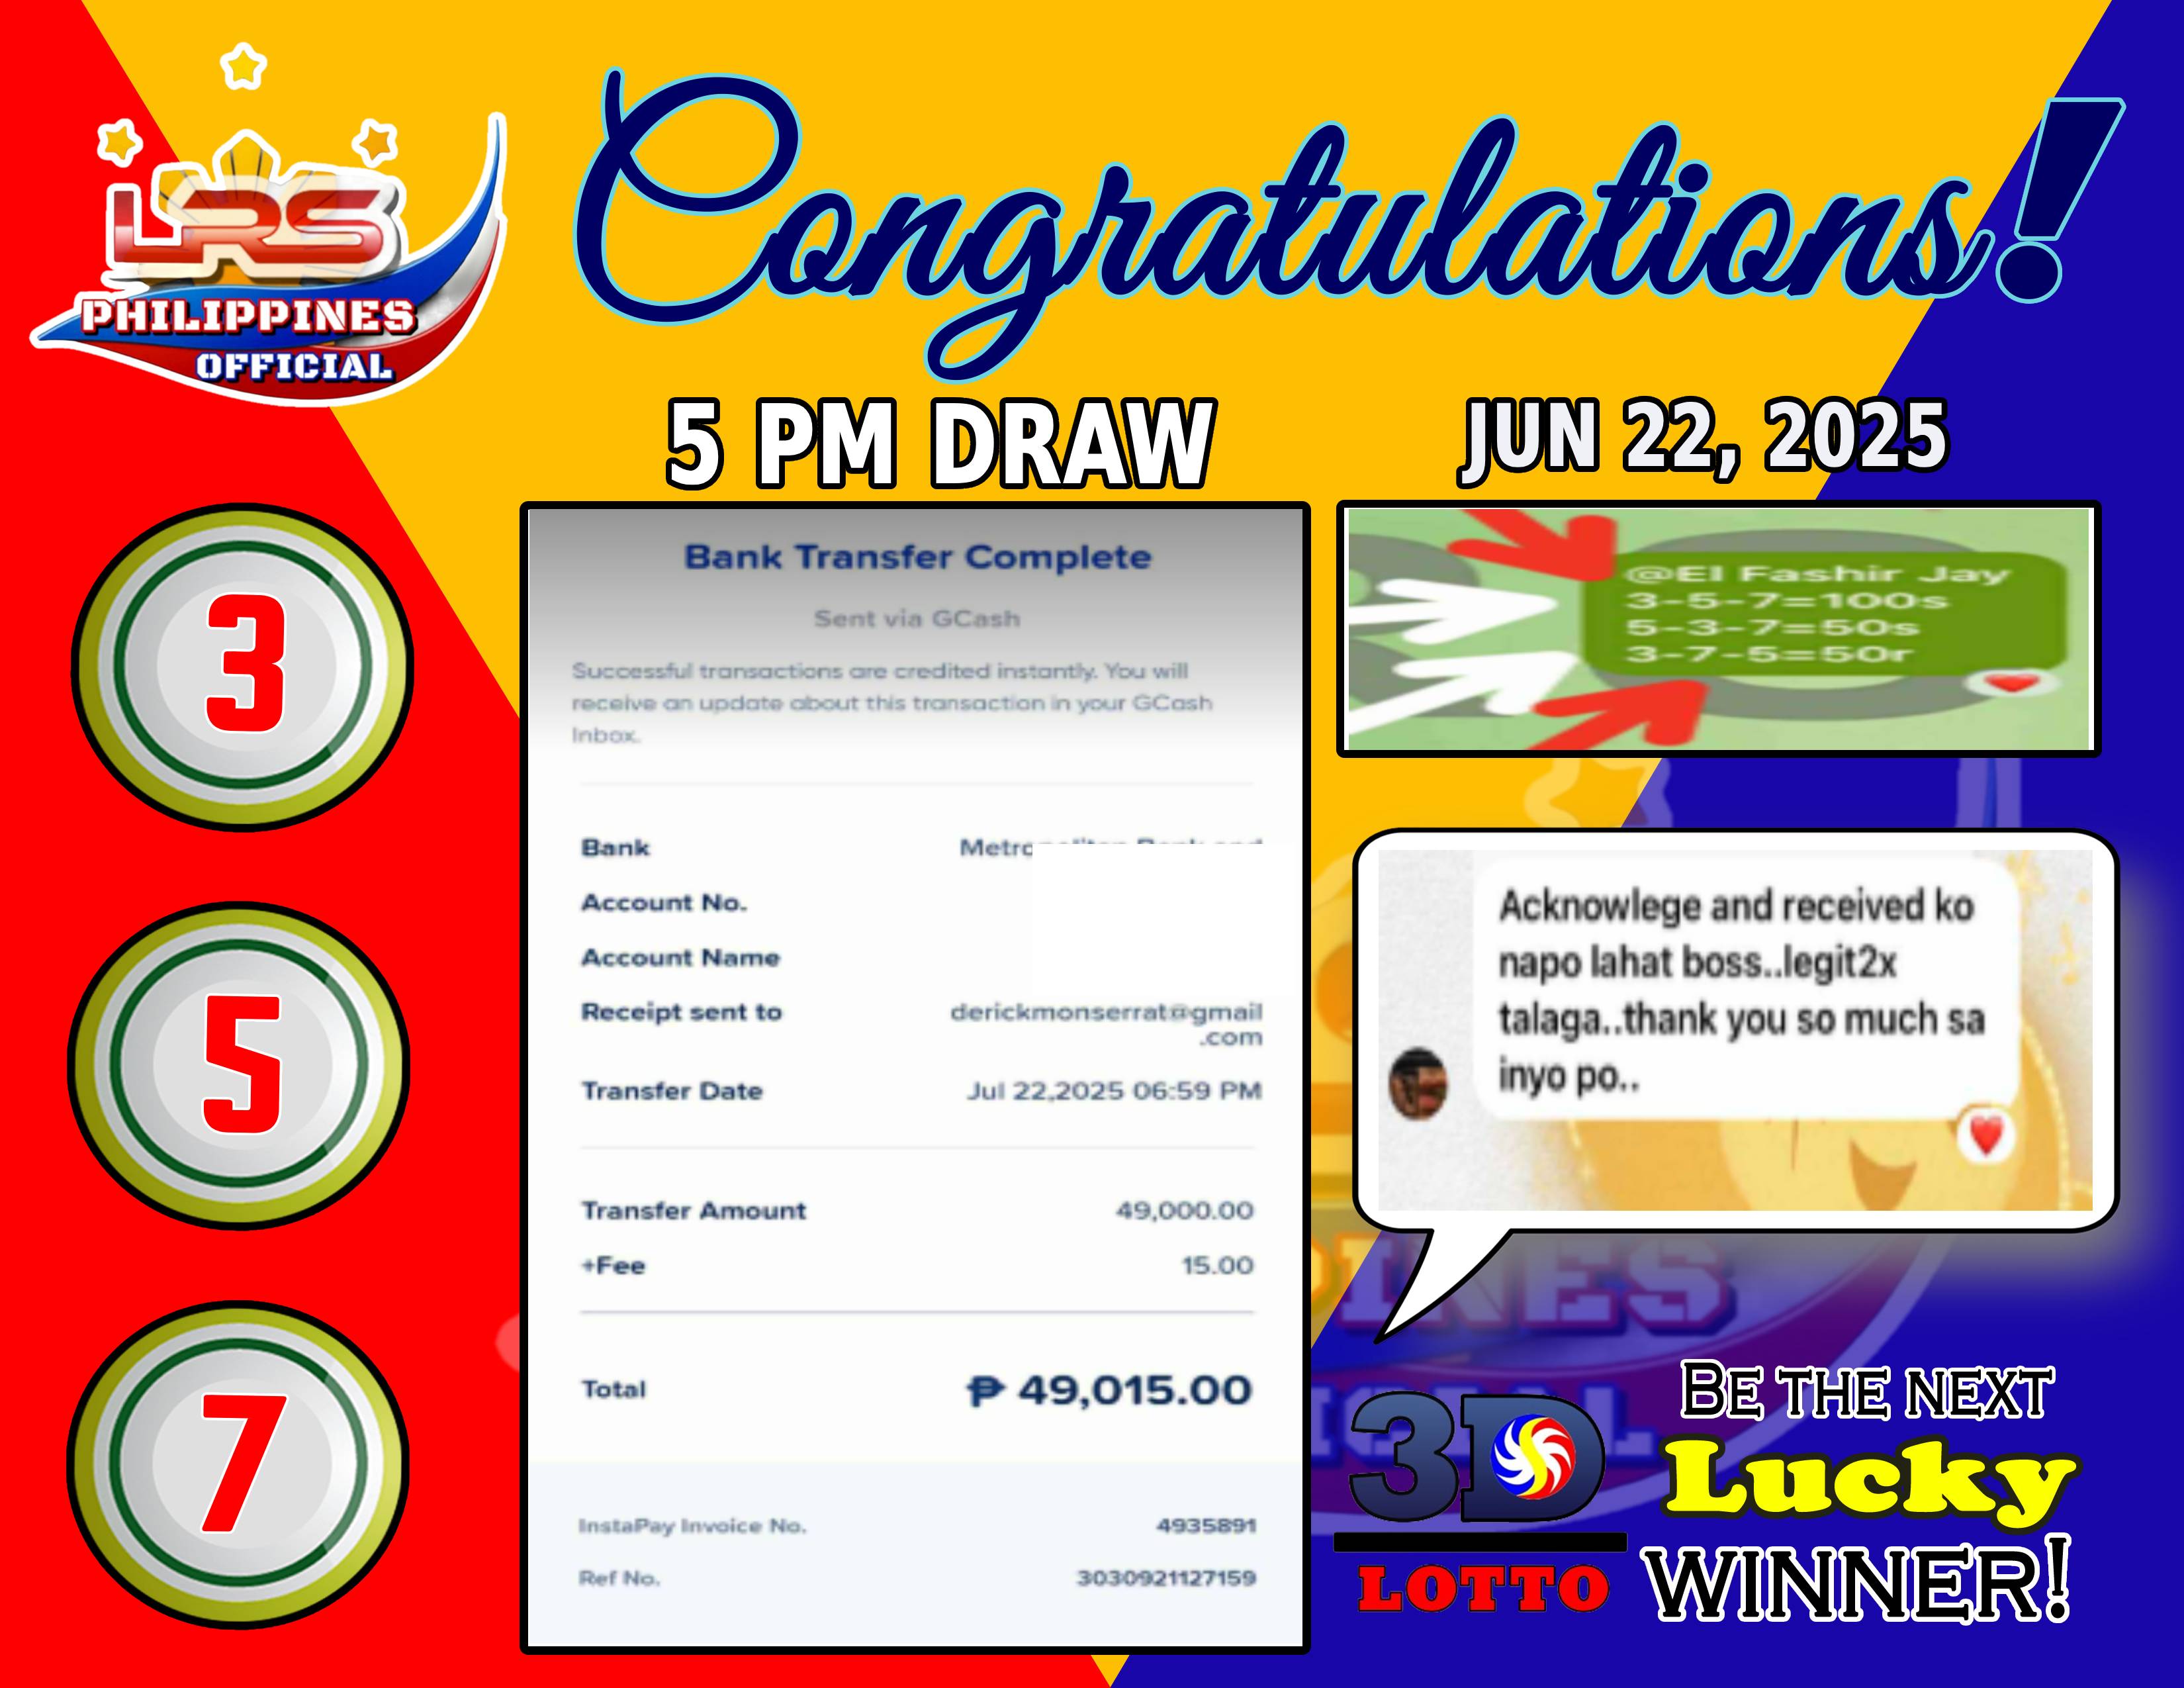 LRS
PHILIPPINES
OFFICIAL
Congratulations!
5 PM DRAW
JUN 22, 2025
3
5
7
Bank Transfer Complete
Sent via GCash
Successful transactions are credited instantly. You will
receive an update about this transaction in your GCash
Inbox.
Bank
Account No.
Account Name
Receipt sent to derickmonserrat@gmail
.com
Transfer Date Jul 22,2025 06:59 PM
Transfer Amount 49,000.00
+Fee 15.00
Total ₱ 49,015.00
InstaPay Invoice No. 4935891
Ref No. 3030921127159
@El Fashir Jay
3-5-7=100s
5-3-7=50s
3-7-5=50r
Acknowlege and received ko
napo lahat boss..legit2x
talaga..thank you so much sa
inyo po..
3D
LOTTO
BE THE NEXT
Lucky
WINNER!